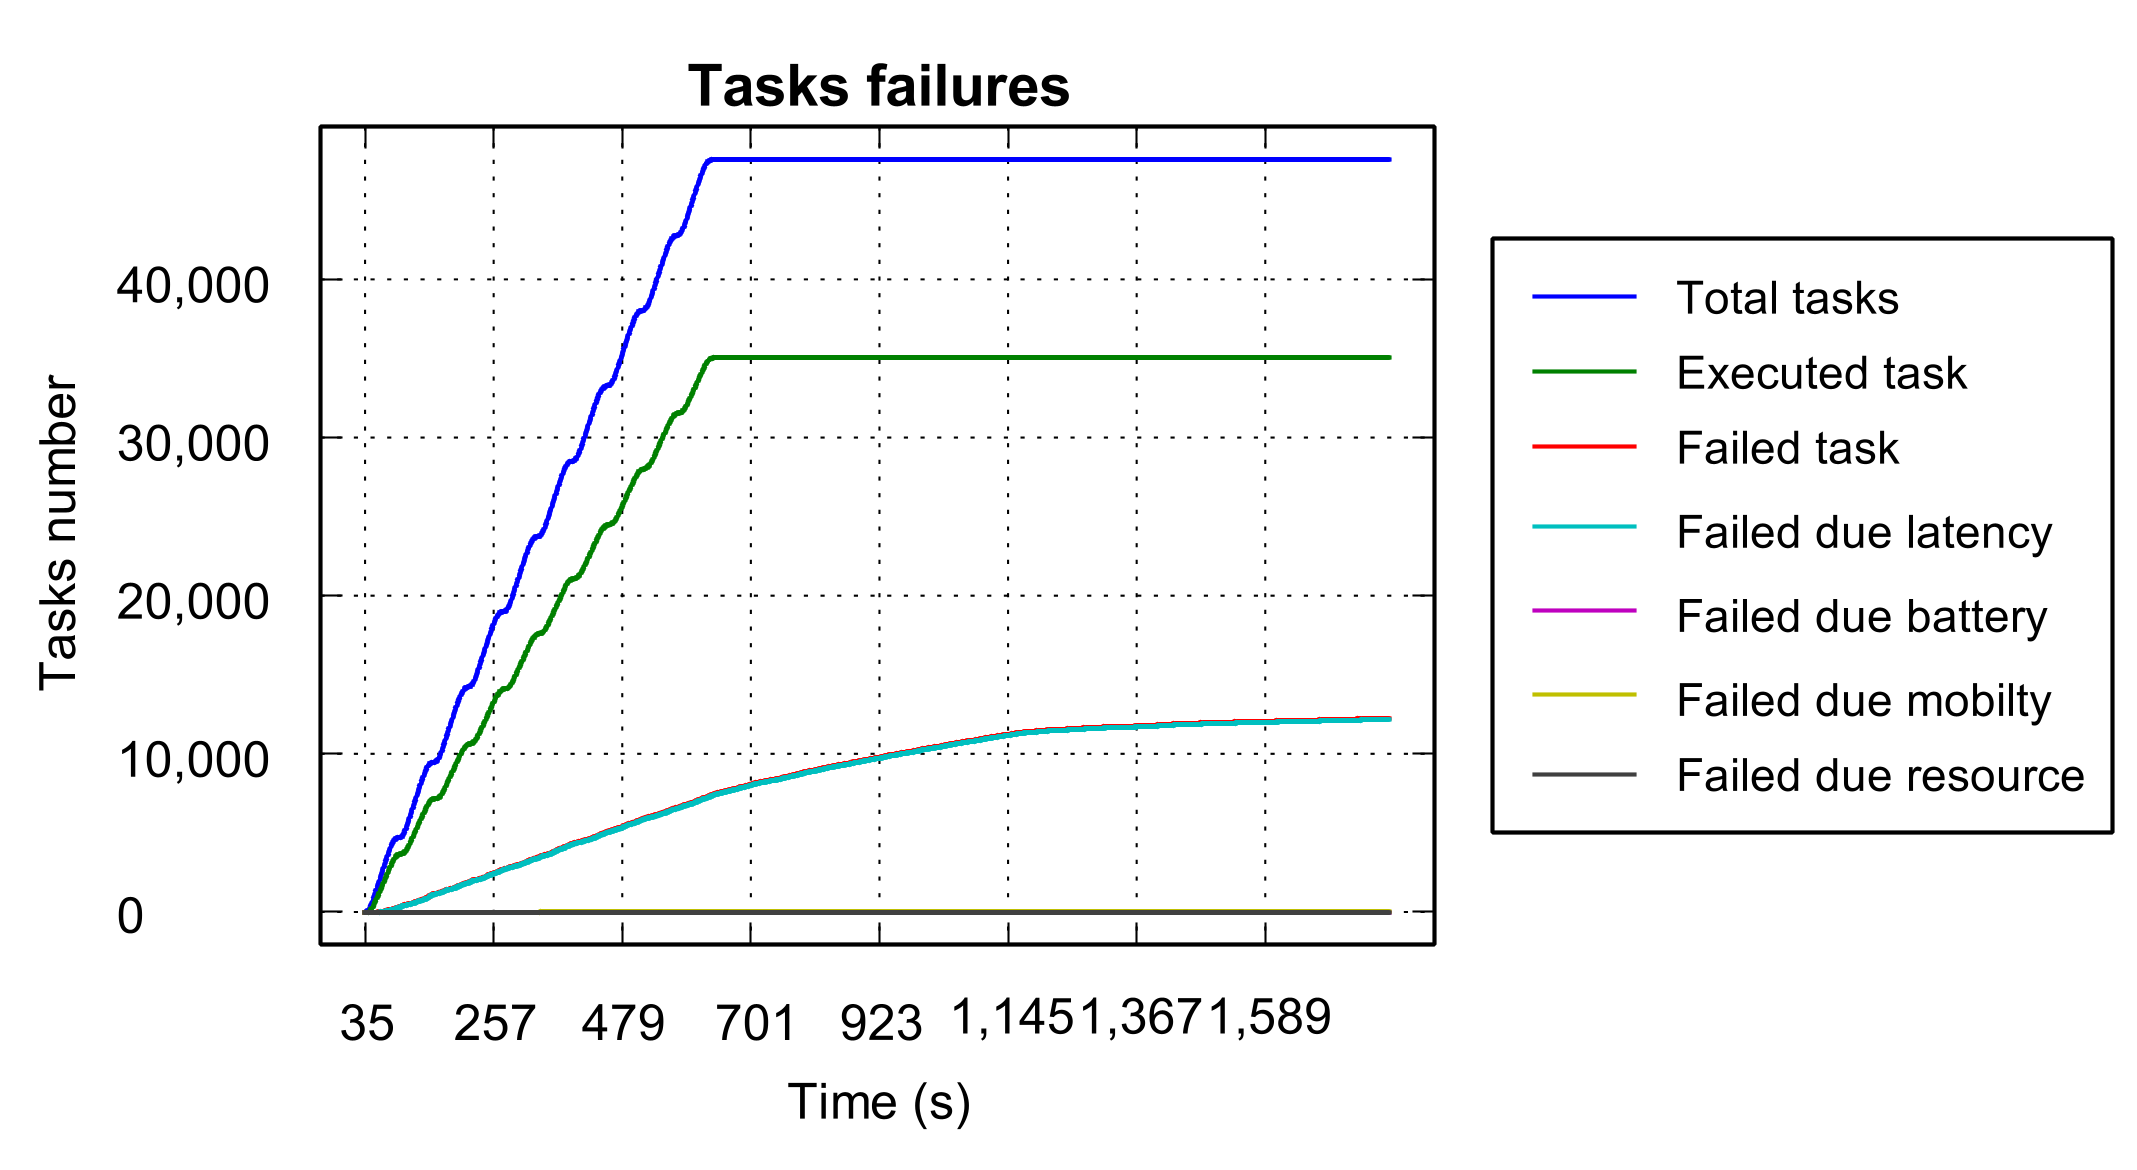 Tasks failures
Tasks number
40,000
30,000
20,000
10,000
0
35 257 479 701 923 1,145 1,367 1,589
Time (s)
Total tasks
Executed task
Failed task
Failed due latency
Failed due battery
Failed due mobilty
Failed due resource